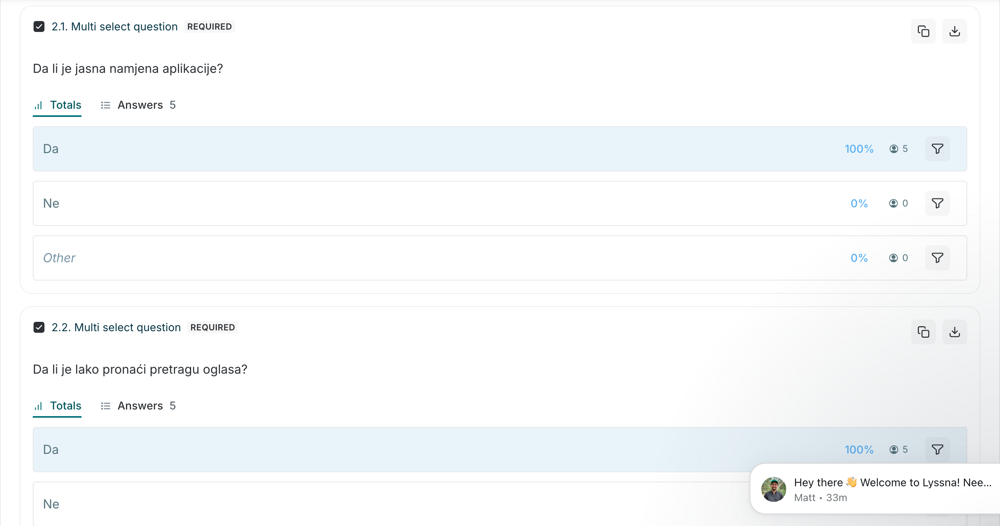 2.1. Multi select question REQUIRED
Da li je jasna namjena aplikacije?
Totals Answers 5
Da 100% 5
Ne 0% 0
Other 0% 0
2.2. Multi select question REQUIRED
Da li je lako pronaći pretragu oglasa?
Totals Answers 5
Da 100% 5
Ne
Hey there 👋 Welcome to Lyssna! Nee...
Matt • 33m